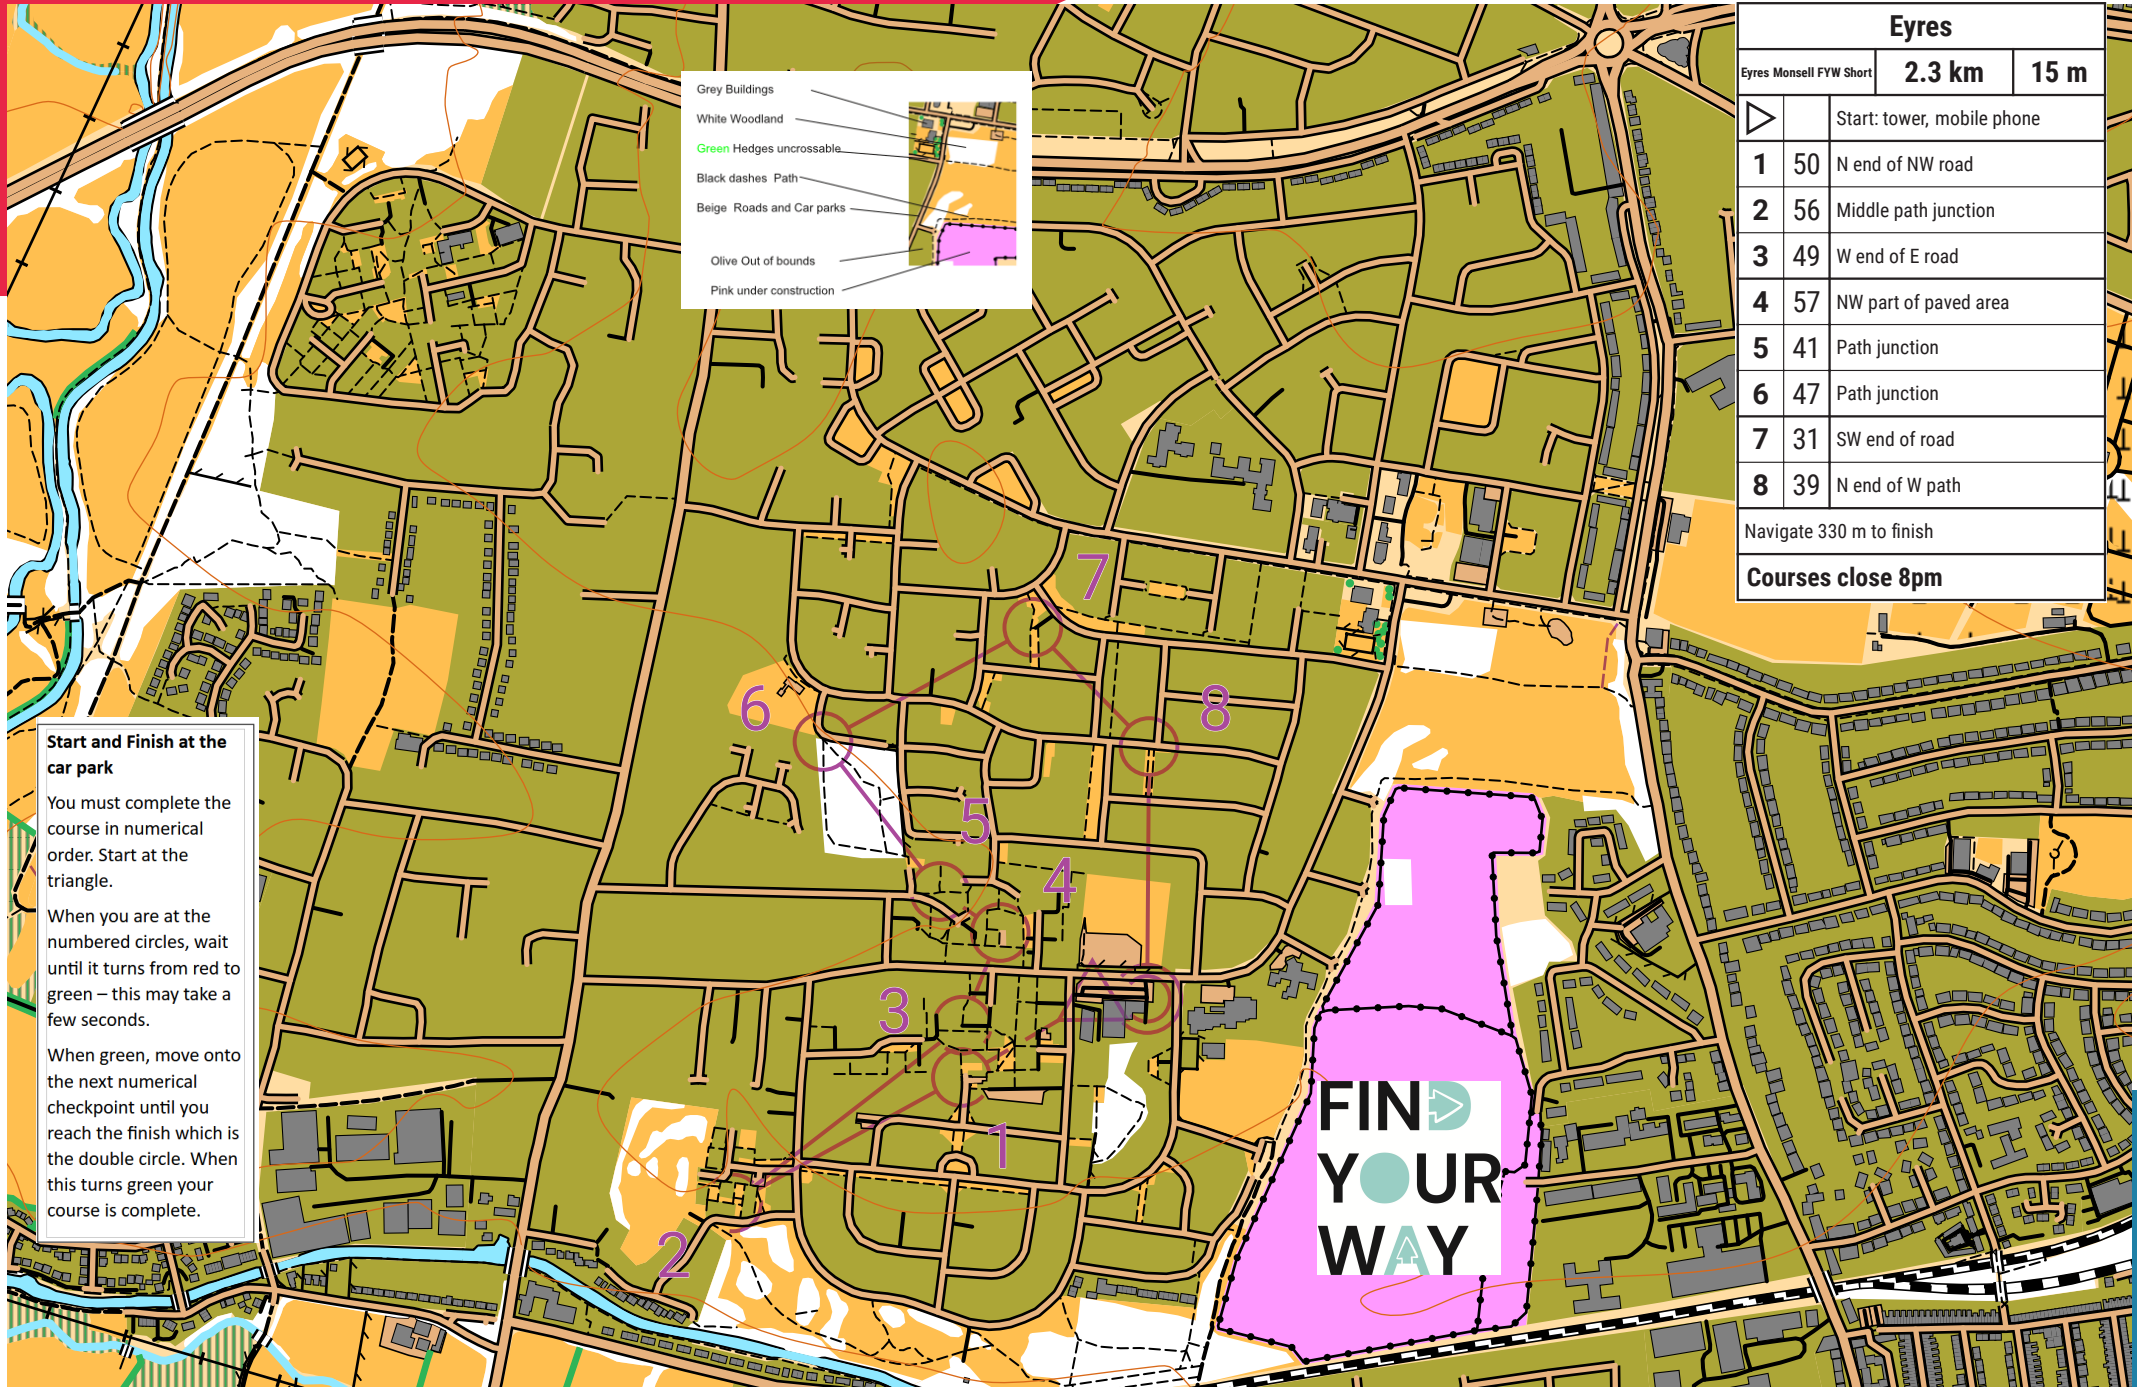 Grey Buildings
White Woodland
Green Hedges uncrossable
Black dashes Path
Beige Roads and Car parks
Olive Out of bounds
Pink under construction
Eyres
Eyres Monsell FYW Short 2.3 km 15 m
Start: tower, mobile phone
1 50 N end of NW road
2 56 Middle path junction
3 49 W end of E road
4 57 NW part of paved area
5 41 Path junction
6 47 Path junction
7 31 SW end of road
8 39 N end of W path
Navigate 330 m to finish
Courses close 8pm
7
6
8
5
4
3
1
2
Start and Finish at the
car park
You must complete the
course in numerical
order. Start at the
triangle.
When you are at the
numbered circles, wait
until it turns from red to
green – this may take a
few seconds.
When green, move onto
the next numerical
checkpoint until you
reach the finish which is
the double circle. When
this turns green your
course is complete.
FIND
YOUR
WAY